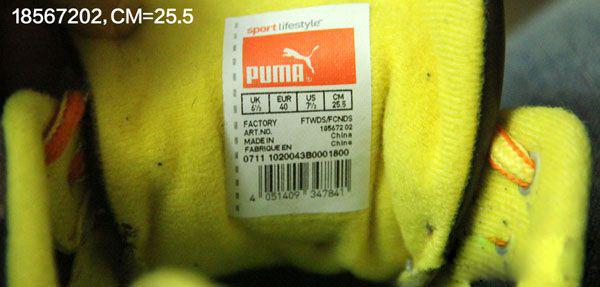 18567202, CM=25.5
sport lifestyle®
PUMA®
UK EUR US CM
6½ 40 7½ 25.5
FACTORY FTWDS/FCNDS
ART.NO. 185672 02
MADE IN China
FABRIQUE EN China
0711 1020043B0001800
4 051409 347841